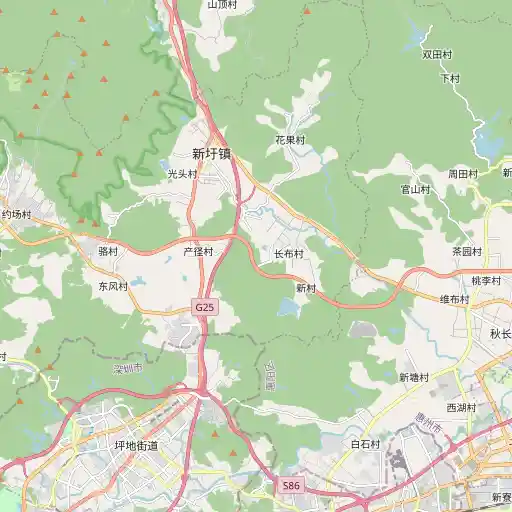 山顶村
双田村
下村
花果村
新圩镇
光头村
周田村
新
官山村
约场村
骆村
产径村
长布村
茶园村
东风村
新村
桃李村
维布村
G25
秋长
村
深圳市
新塘村
西湖村
惠州市
坪地街道
白石村
S86
新寮